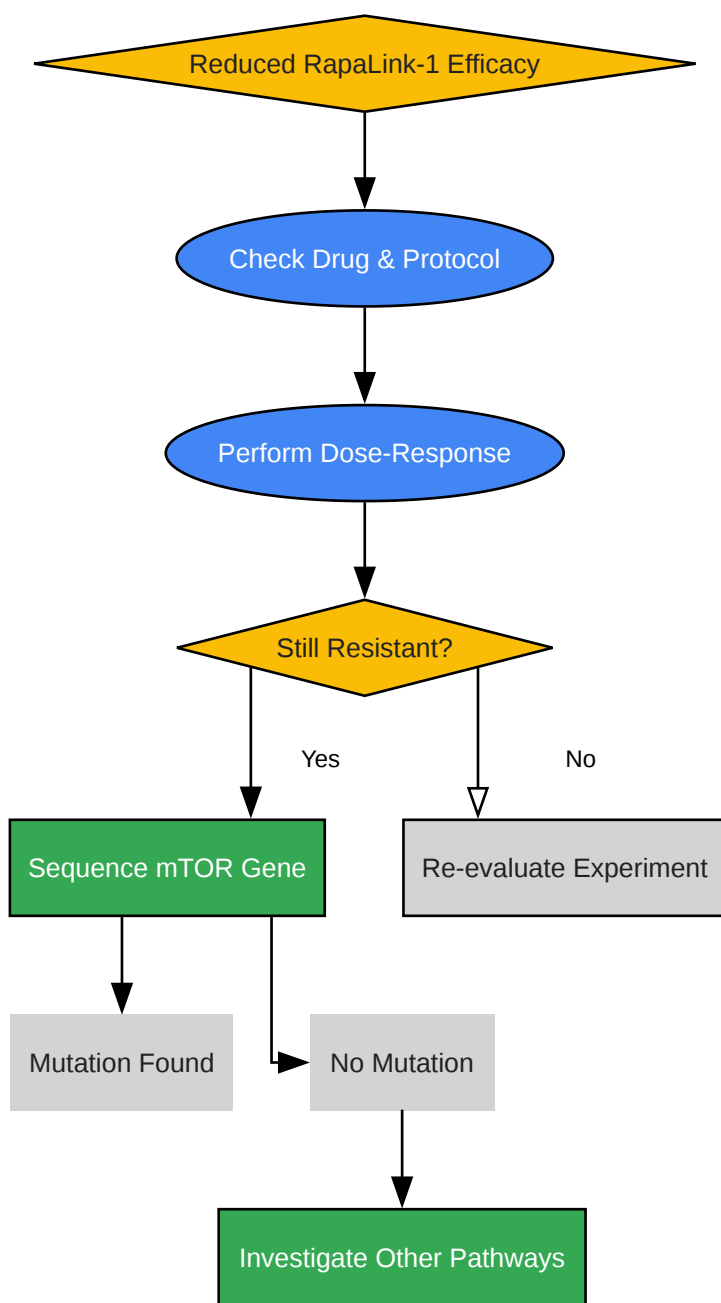 Reduced RapaLink-1 Efficacy
Check Drug & Protocol
Perform Dose-Response
Still Resistant?
Yes
No
Sequence mTOR Gene
Re-evaluate Experiment
Mutation Found
No Mutation
Investigate Other Pathways